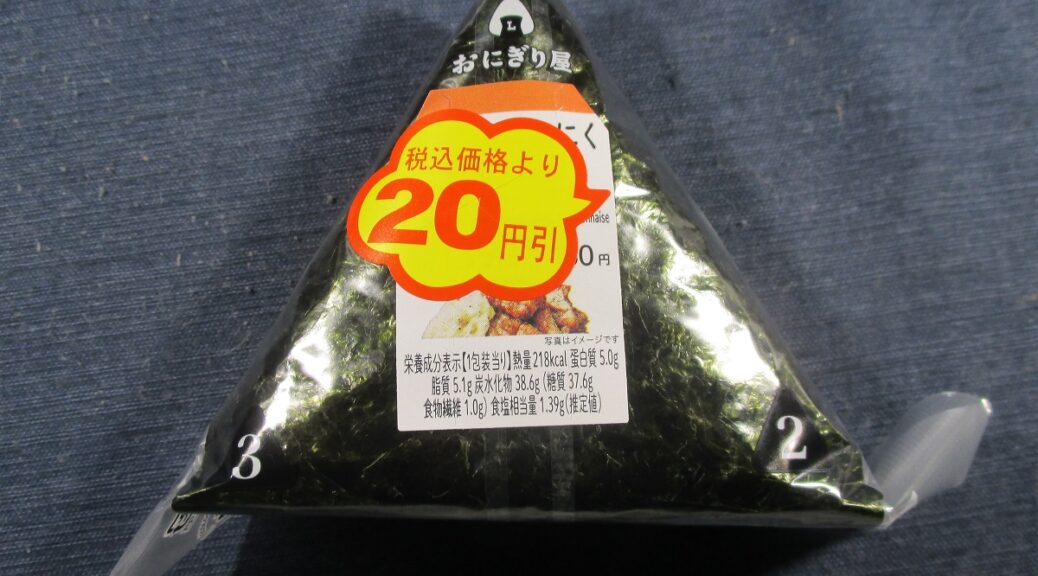 L
おにぎり屋
にく
税込価格より
20円引
naise
0円
写真はイメージです
栄養成分表示【1包装当り】熱量218kcal 蛋白質 5.0g
脂質 5.1g 炭水化物 38.6g (糖質 37.6g
食物繊維 1.0g) 食塩相当量 1.39g(推定値)
3
2